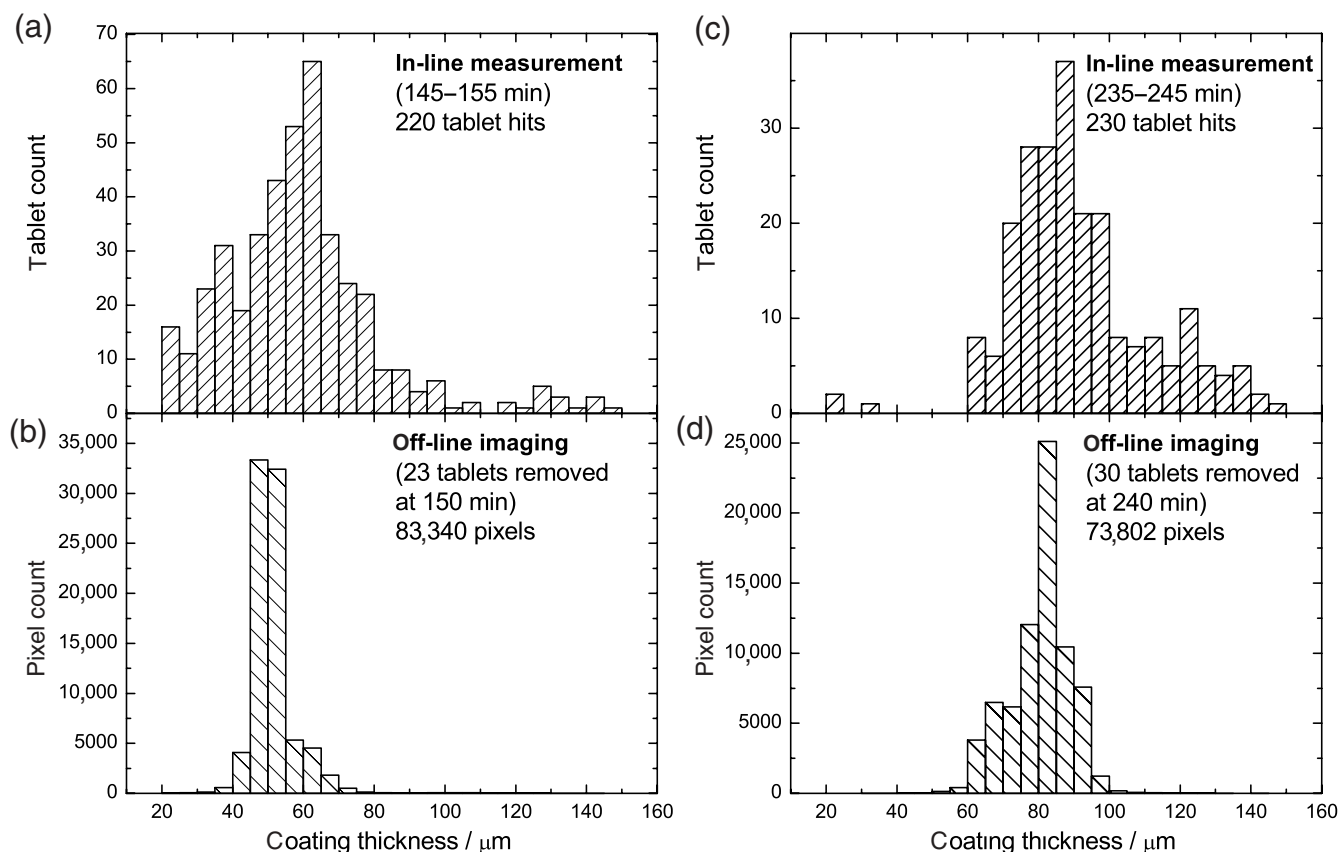 (a)
70
60
50
40
30
20
10
0
Tablet count
In-line measurement
(145–155 min)
220 tablet hits
(c)
30
20
10
0
Tablet count
In-line measurement
(235–245 min)
230 tablet hits
(b)
35,000
30,000
25,000
20,000
15,000
10,000
5000
0
Pixel count
Off-line imaging
(23 tablets removed
at 150 min)
83,340 pixels
20 40 60 80 100 120 140 160
Coating thickness / μm
(d)
25,000
20,000
15,000
10,000
5000
0
Pixel count
Off-line imaging
(30 tablets removed
at 240 min)
73,802 pixels
20 40 60 80 100 120 140 160
Coating thickness / μm